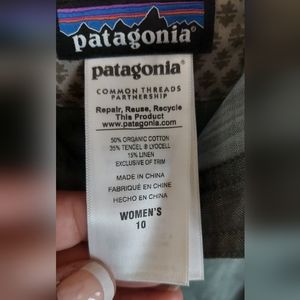 patagonia®
patagonia®
COMMON THREADS
PARTNERSHIP
Repair, Reuse, Recycle
This Product
www.patagonia.com
50% ORGANIC COTTON
35% TENCEL ® LYOCELL
15% LINEN
EXCLUSIVE OF TRIM
MADE IN CHINA
FABRIQUÉ EN CHINE
HECHO EN CHINA
WOMEN'S
10